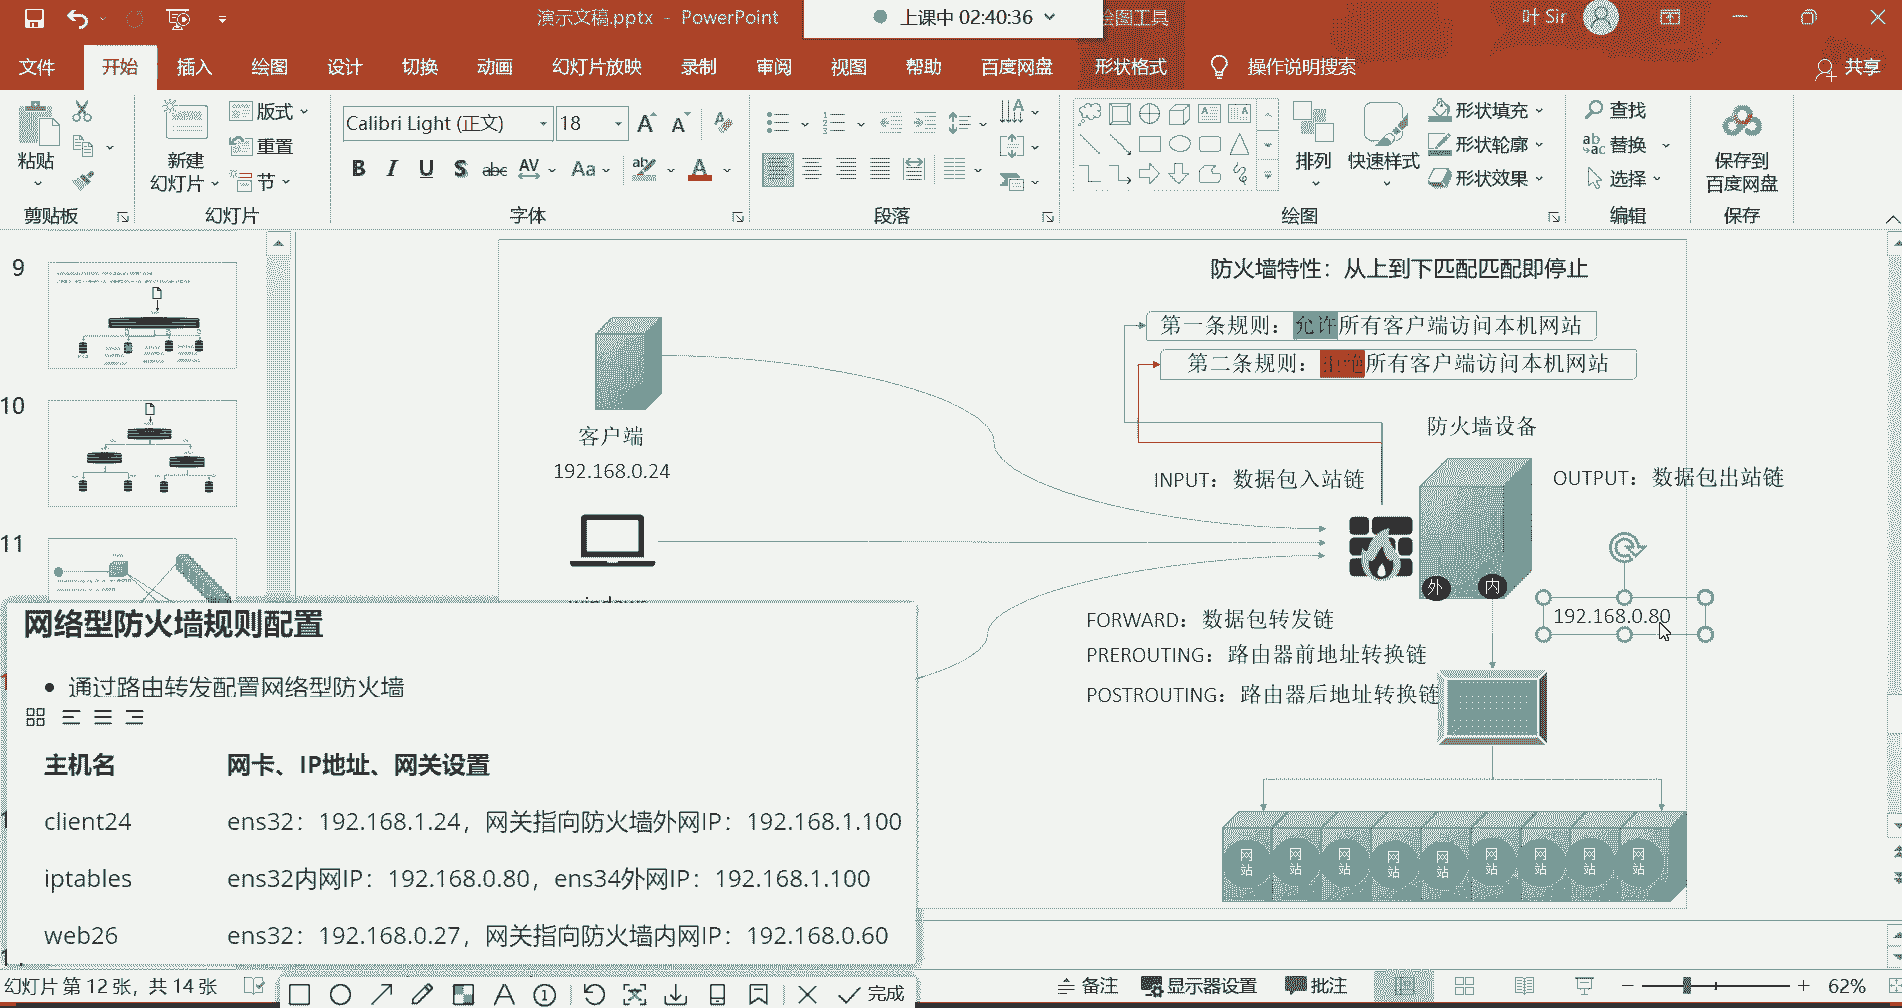 演示文稿.pptx - PowerPoint
上课中 02:40:36
绘图工具
叶 Sir
文件 开始 插入 绘图 设计 切换 动画 幻灯片放映 录制 审阅 视图 帮助 百度网盘 形状格式 操作说明搜索 共享
粘贴
新建
幻灯片
版式
重置
节
Calibri Light (正文) 18
形状填充
形状轮廓
形状效果
排列
快速样式
查找
替换
选择
保存到
百度网盘
剪贴板 幻灯片 字体 段落 绘图 编辑 保存
9
10
11
防火墙特性：从上到下匹配匹配即停止
第一条规则：允许所有客户端访问本机网站
第二条规则：拒绝所有客户端访问本机网站
客户端
192.168.0.24
防火墙设备
INPUT：数据包入站链
OUTPUT：数据包出站链
外
内
192.168.0.80
FORWARD：数据包转发链
PREROUTING：路由器前地址转换链
POSTROUTING：路由器后地址转换链
网站 网站 网站 网站 网站 网站 网站 网站 网站
网络型防火墙规则配置
• 通过路由转发配置网络型防火墙
主机名 网卡、IP地址、网关设置
client24 ens32：192.168.1.24，网关指向防火墙外网IP：192.168.1.100
iptables ens32内网IP：192.168.0.80，ens34外网IP：192.168.1.100
web26 ens32：192.168.0.27，网关指向防火墙内网IP：192.168.0.60
幻灯片 第 12 张，共 14 张
完成
备注 显示器设置 批注
62%